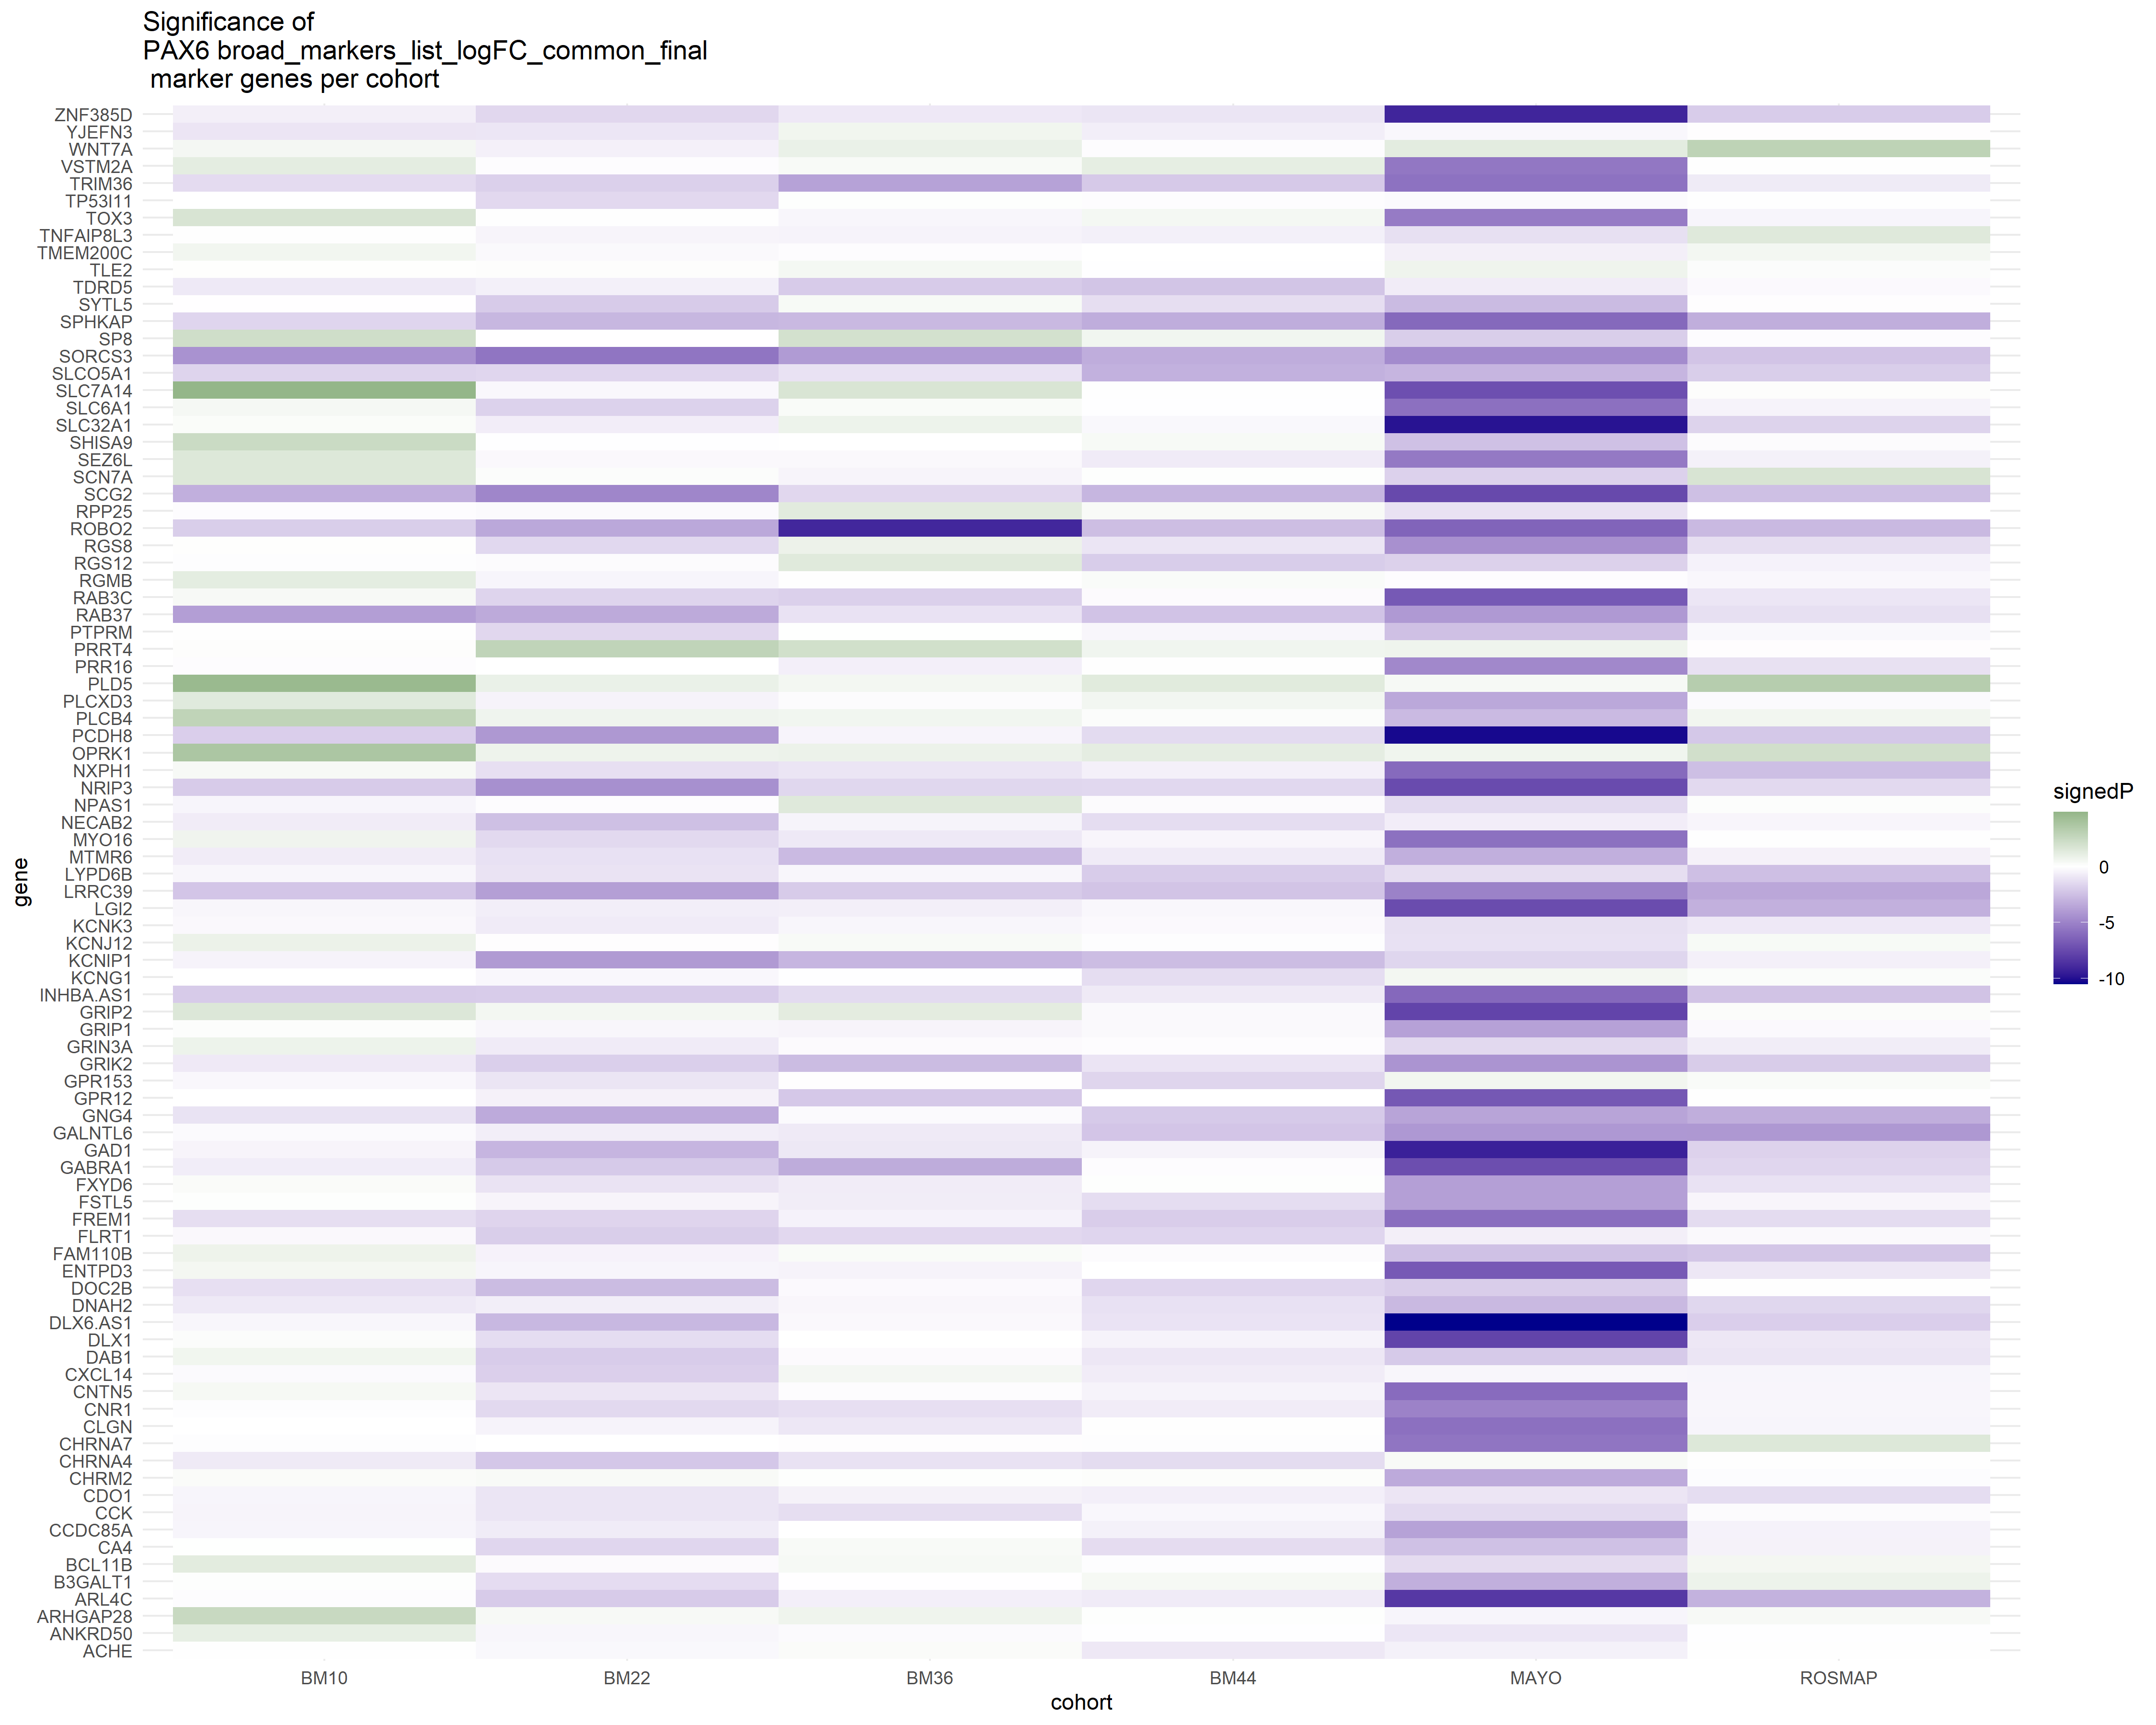 Significance of
PAX6 broad_markers_list_logFC_common_final
marker genes per cohort
ZNF385D
YJEFN3
WNT7A
VSTM2A
TRIM36
TP53I11
TOX3
TNFAIP8L3
TMEM200C
TLE2
TDRD5
SYTL5
SPHKAP
SP8
SORCS3
SLCO5A1
SLC7A14
SLC6A1
SLC32A1
SHISA9
SEZ6L
SCN7A
SCG2
RPP25
ROBO2
RGS8
RGS12
RGMB
RAB3C
RAB37
PTPRM
PRRT4
PRR16
PLD5
PLCXD3
PLCB4
PCDH8
OPRK1
NXPH1
NRIP3
NPAS1
NECAB2
MYO16
MTMR6
LYPD6B
LRRC39
LGI2
KCNK3
KCNJ12
KCNIP1
KCNG1
INHBA.AS1
GRIP2
GRIP1
GRIN3A
GRIK2
GPR153
GPR12
GNG4
GALNTL6
GAD1
GABRA1
FXYD6
FSTL5
FREM1
FLRT1
FAM110B
ENTPD3
DOC2B
DNAH2
DLX6.AS1
DLX1
DAB1
CXCL14
CNTN5
CNR1
CLGN
CHRNA7
CHRNA4
CHRM2
CDO1
CCK
CCDC85A
CA4
BCL11B
B3GALT1
ARL4C
ARHGAP28
ANKRD50
ACHE
gene
BM10 BM22 BM36 BM44 MAYO ROSMAP
cohort
signedP
0
-5
-10